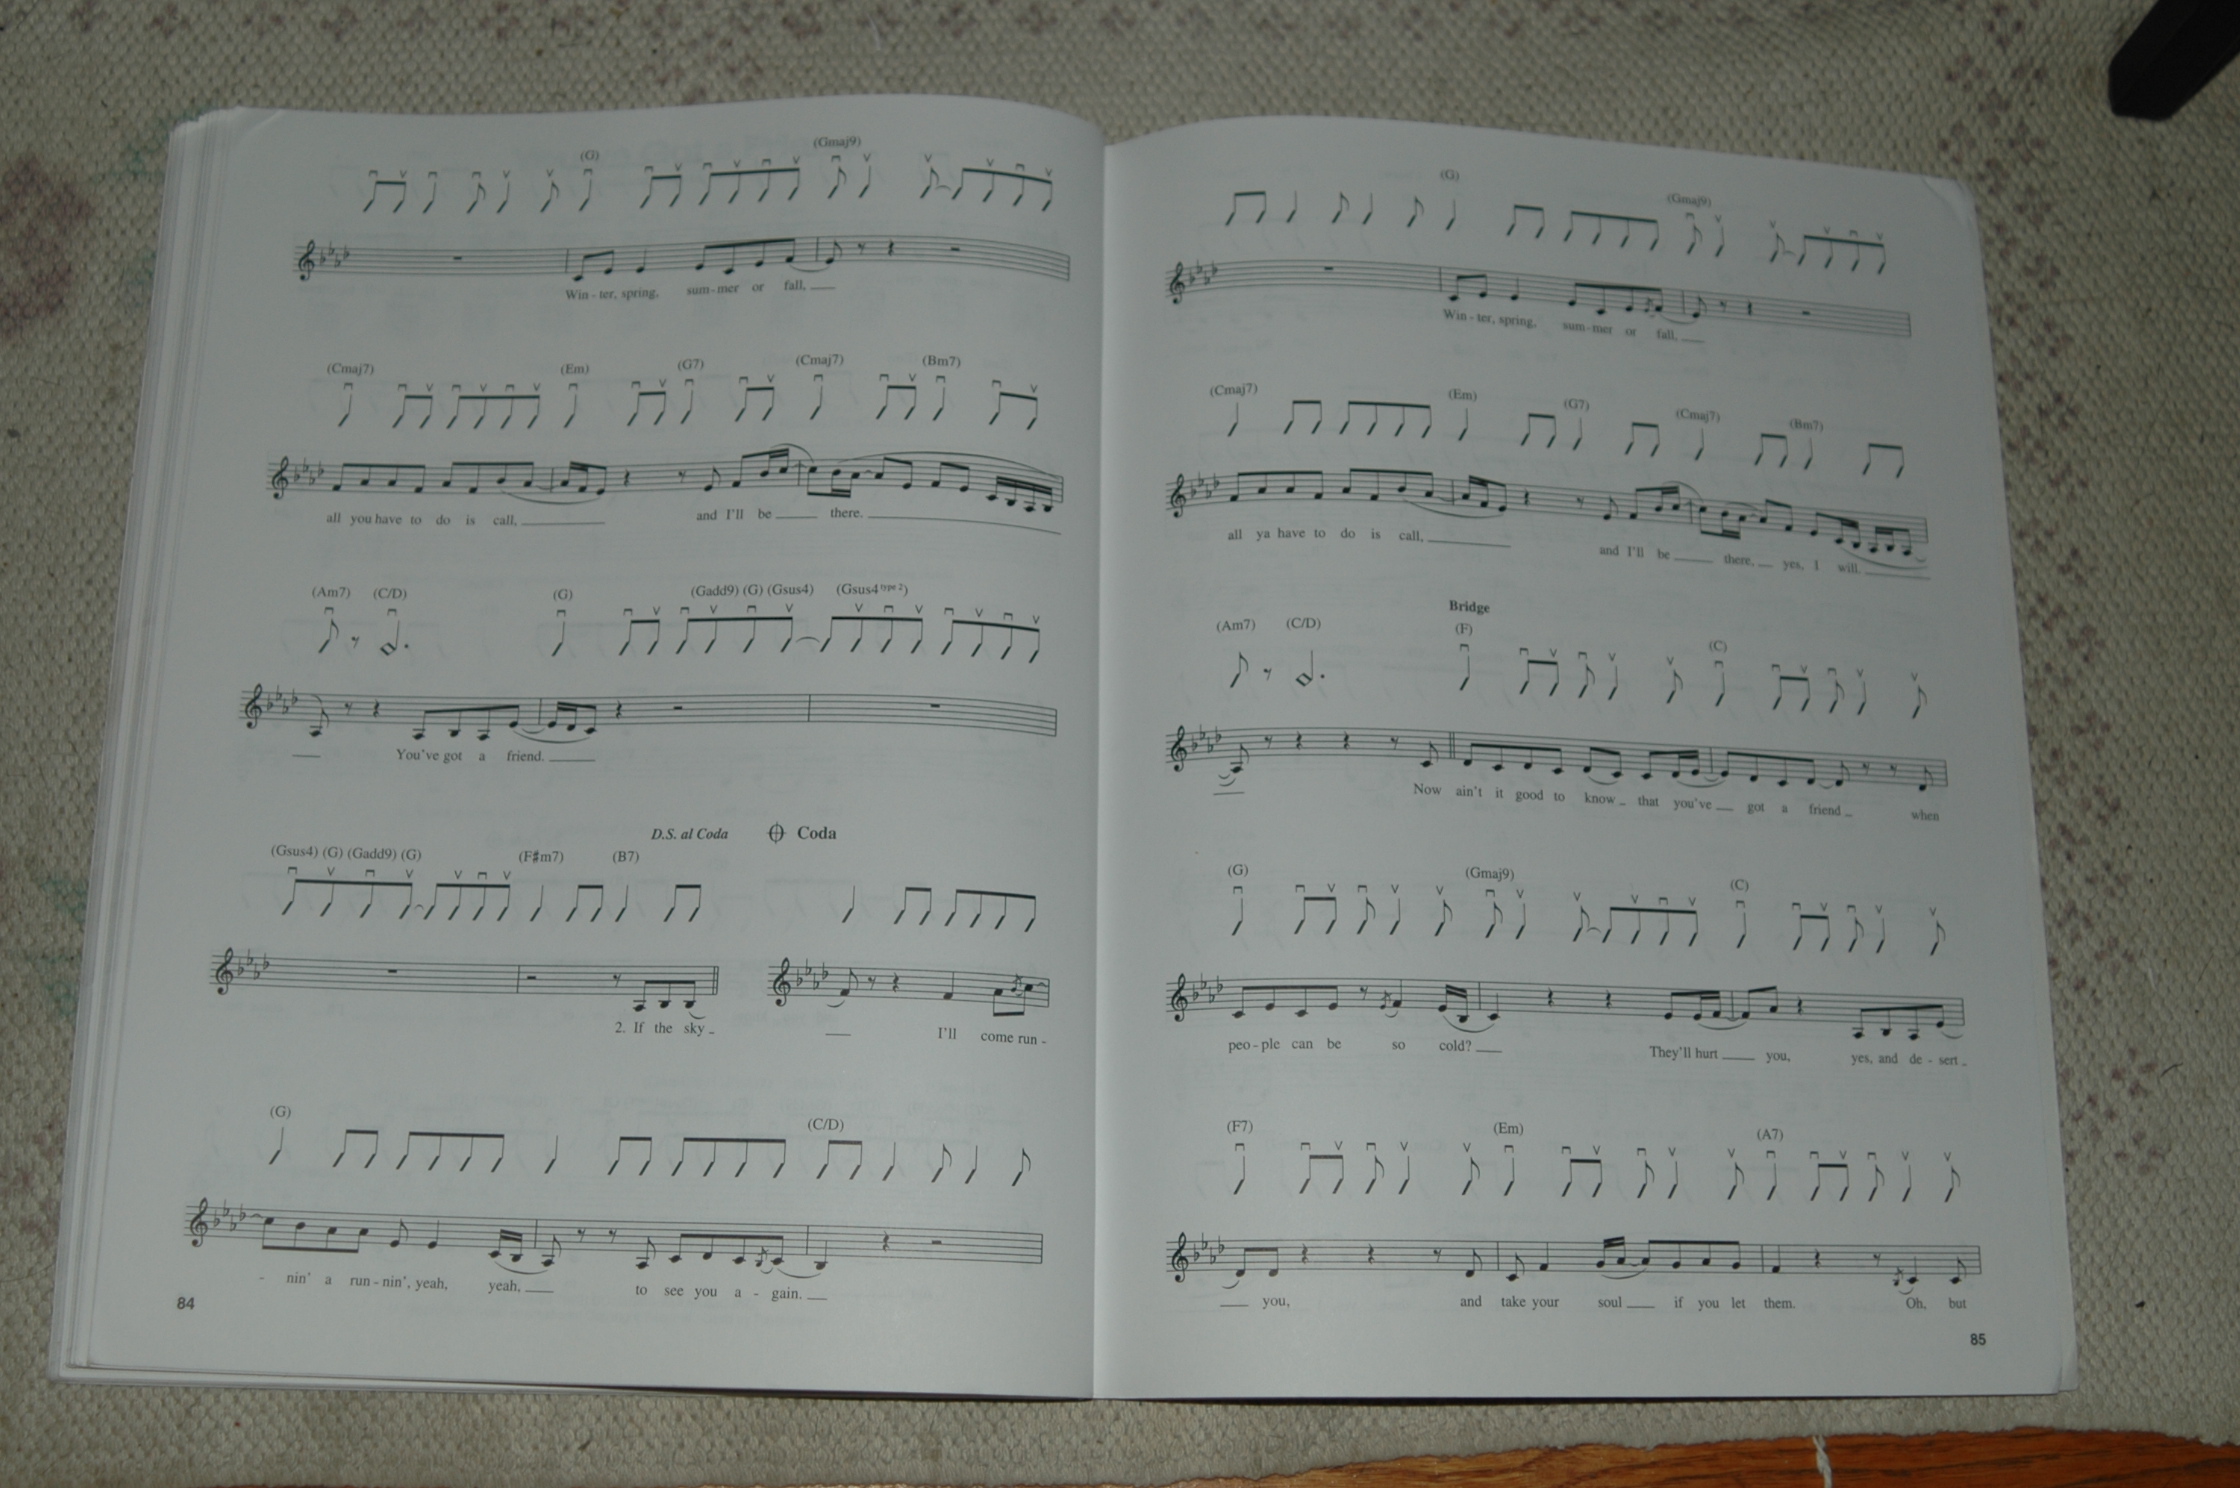 (G) (Gmaj9)
Win - ter, spring, sum - mer or fall,
(Cmaj7) (Em) (G7) (Cmaj7) (Bm7)
all you have to do is call, and I'll be there.
(Am7) (C/D) (G) (Gadd9) (G) (Gsus4) (Gsus4 type 2)
You've got a friend.
D.S. al Coda Coda
(Gsus4) (G) (Gadd9) (G) (F♯m7) (B7)
2. If the sky - I'll come run -
(G) (C/D)
- nin' a run - nin', yeah, yeah, to see you a - gain.
84
(G) (Gmaj9)
Win - ter, spring, sum - mer or fall,
(Cmaj7) (Em) (G7) (Cmaj7) (Bm7)
all ya have to do is call, and I'll be there, yes, I will.
Bridge
(Am7) (C/D) (F) (C)
Now ain't it good to know - that you've got a friend - when
(G) (Gmaj9) (C)
peo - ple can be so cold? They'll hurt you, yes, and de - sert -
(F7) (Em) (A7)
you, and take your soul if you let them. Oh, but
85